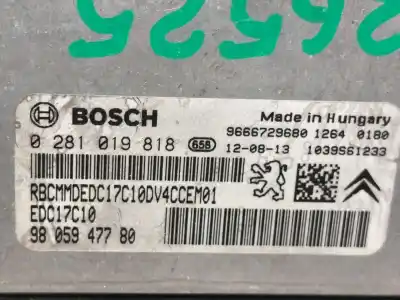 26525
BOSCH
Made in Hungary
0 281 019 818 658
9666729680 1264 0180
12-08-13 1039S61233
RBCMMDEDC17C10DV4CCEM01
EDC17C10
98 059 477 80